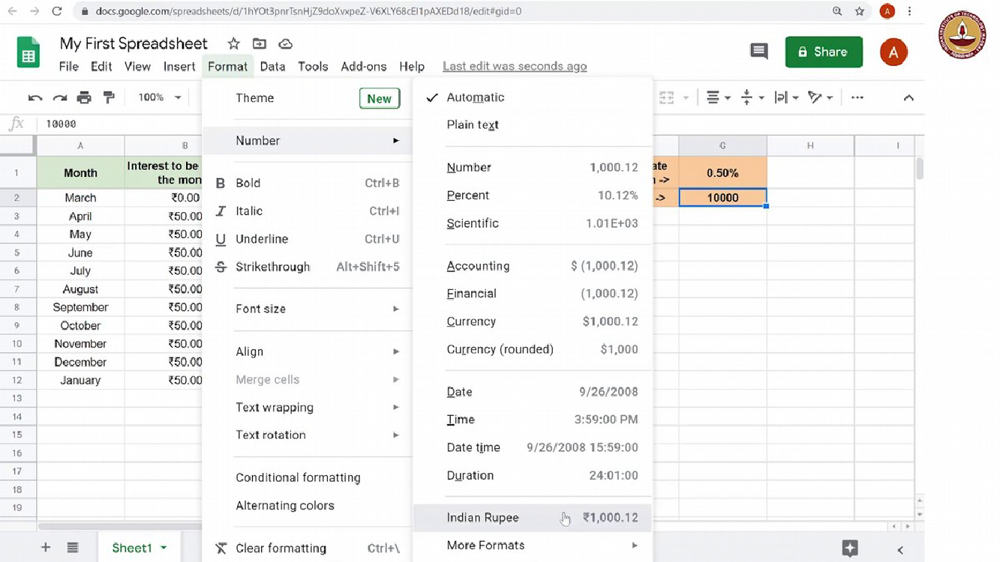 docs.google.com/spreadsheets/d/1hYOt3pnrTsnHjZ9doXvxpeZ-V6XLY68cEI1pAXEDd18/edit#gid=0
A
My First Spreadsheet
File Edit View Insert Format Data Tools Add-ons Help Last edit was seconds ago
Share
A
100%
fx 10000
A B G H I
1 Month Interest to be
the mon
ate
n ->
0.50%
2 March ₹0.00 -> 10000
3 April ₹50.00
4 May ₹50.00
5 June ₹50.00
6 July ₹50.00
7 August ₹50.00
8 September ₹50.00
9 October ₹50.00
10 November ₹50.00
11 December ₹50.00
12 January ₹50.00
13
14
15
16
17
18
19
Theme New
Number
B Bold Ctrl+B
I Italic Ctrl+I
U Underline Ctrl+U
S Strikethrough Alt+Shift+5
Font size
Align
Merge cells
Text wrapping
Text rotation
Conditional formatting
Alternating colors
Clear formatting Ctrl+\
Automatic
Plain text
Number 1,000.12
Percent 10.12%
Scientific 1.01E+03
Accounting $ (1,000.12)
Financial (1,000.12)
Currency $1,000.12
Currency (rounded) $1,000
Date 9/26/2008
Time 3:59:00 PM
Date time 9/26/2008 15:59:00
Duration 24:01:00
Indian Rupee ₹1,000.12
More Formats
Sheet1